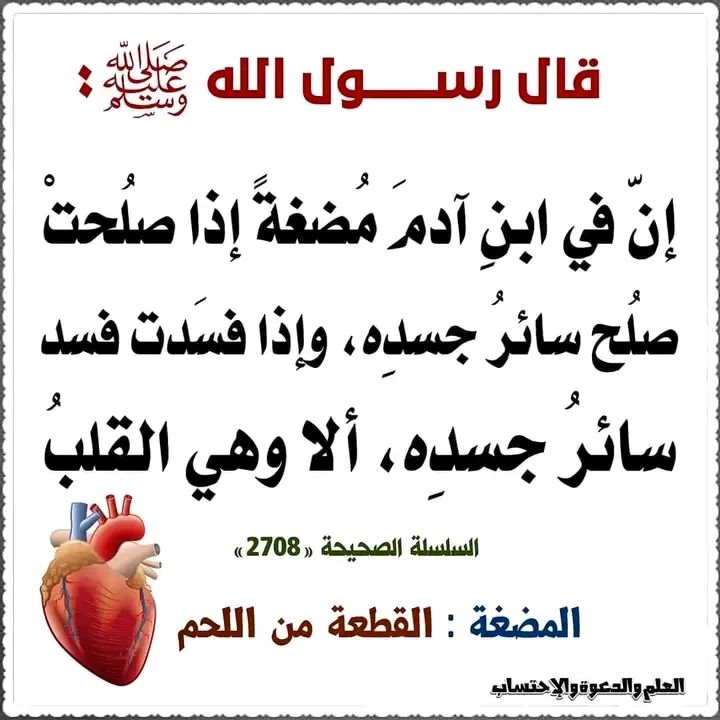 قال رســـول الله ﷺ :
إنّ في ابنِ آدمَ مُضغةً إذا صلُحتْ
صلُح سائرُ جسدِه، وإذا فسَدت فسد
سائرُ جسدِه، ألا وهي القلبُ
السلسلة الصحيحة «2708»
المضغة : القطعة من اللحم
العلم والدعوة والإحتساب